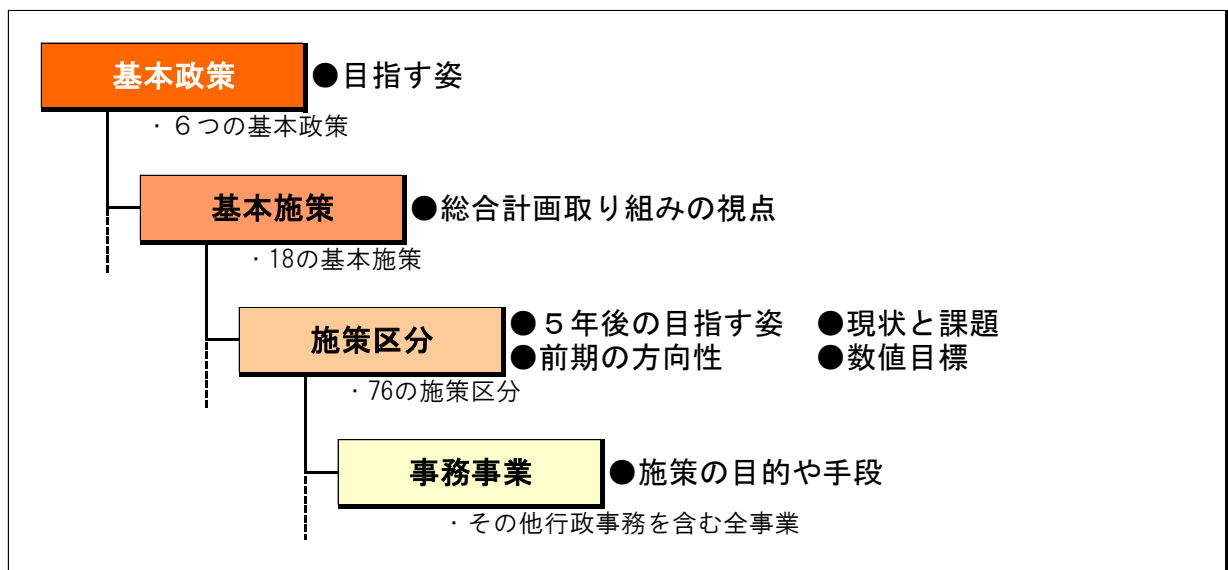 基本政策 ●目指す姿
・６つの基本政策
基本施策 ●総合計画取り組みの視点
・18の基本施策
施策区分 ●５年後の目指す姿 ●現状と課題
●前期の方向性 ●数値目標
・76の施策区分
事務事業 ●施策の目的や手段
・その他行政事務を含む全事業